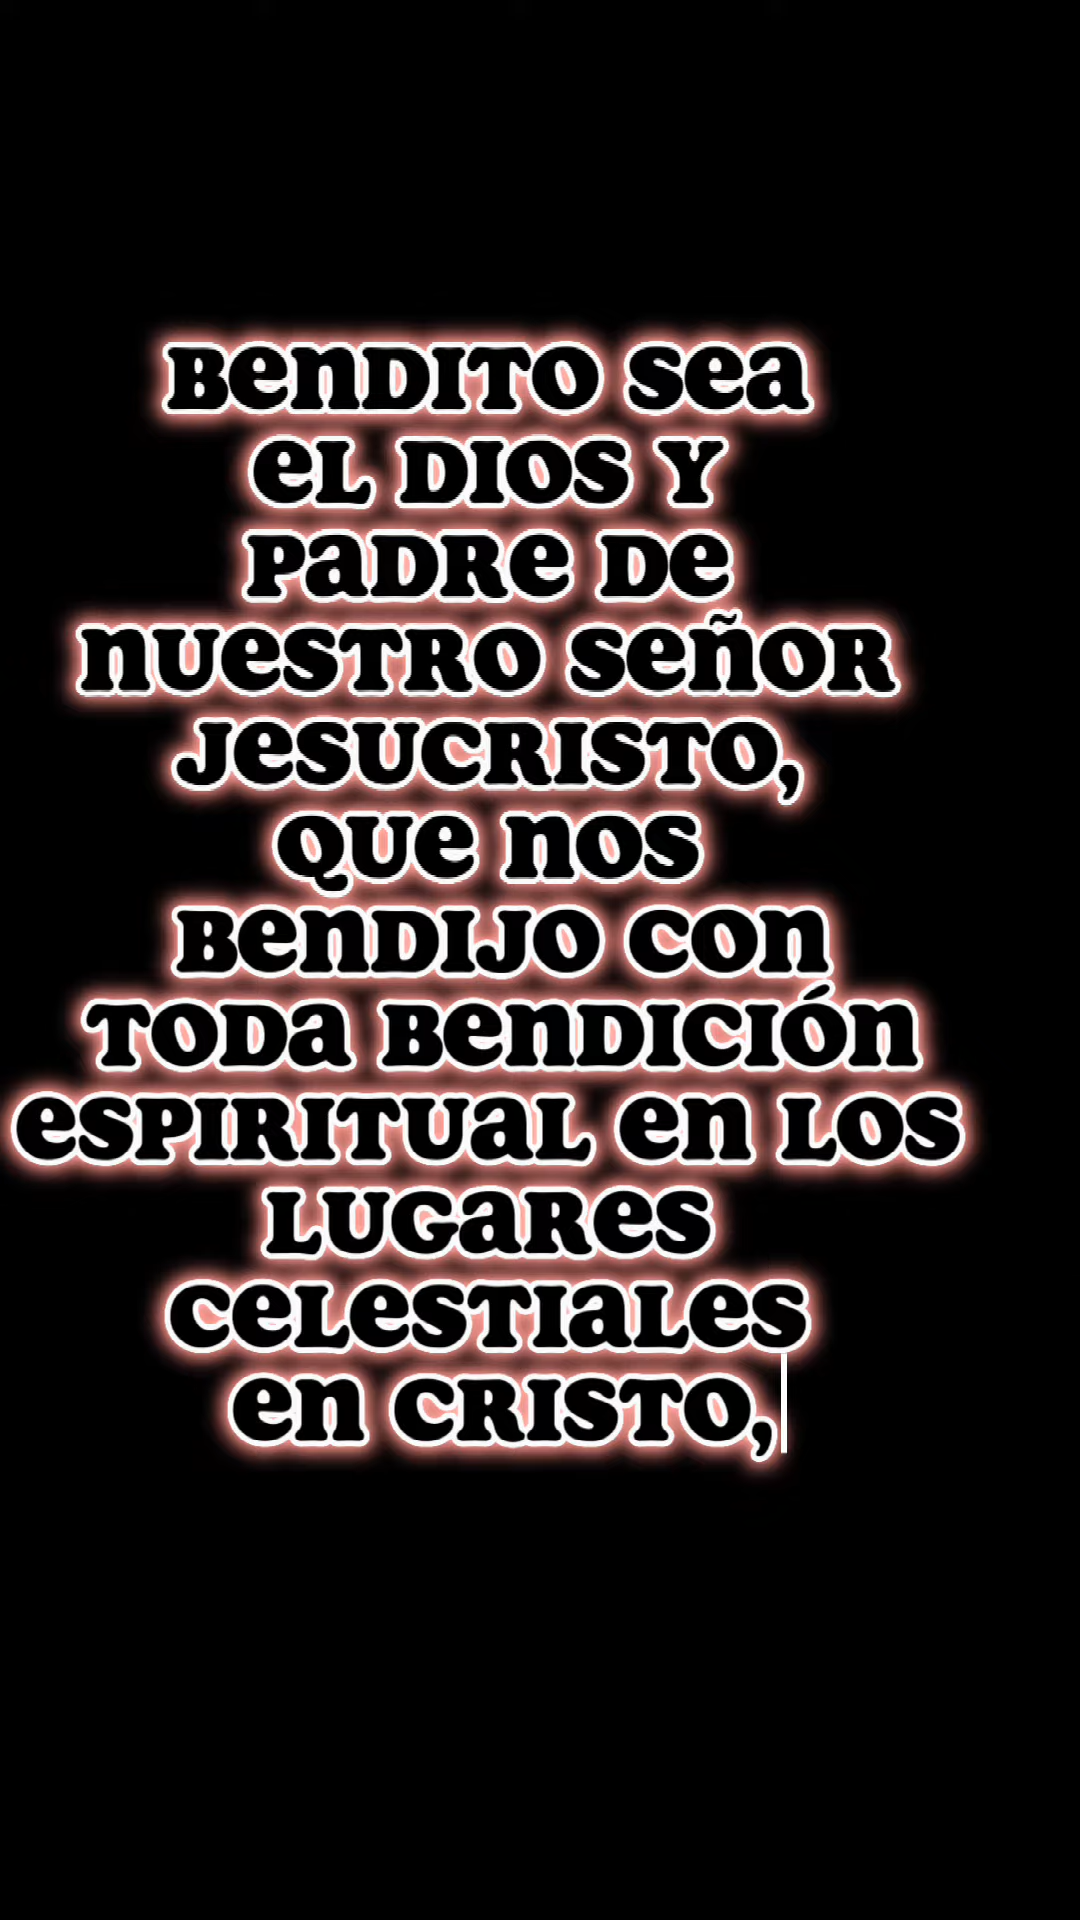 Bendito sea
el Dios y
Padre de
nuestro Señor
Jesucristo,
que nos
bendijo con
toda bendición
espiritual en los
lugares
celestiales
en Cristo,